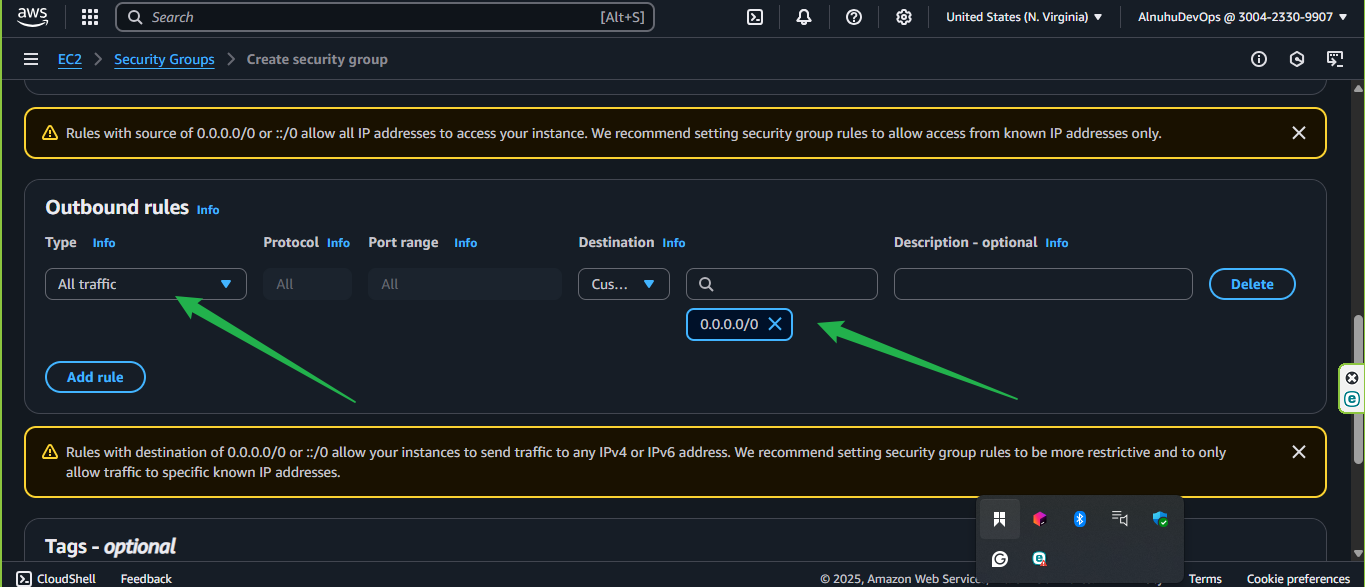 aws
Search
[Alt+S]
United States (N. Virginia)
AlnuhuDevOps @ 3004-2330-9907
EC2
Security Groups
Create security group
Rules with source of 0.0.0.0/0 or ::/0 allow all IP addresses to access your instance. We recommend setting security group rules to allow access from known IP addresses only.
Outbound rules Info
Type Info
Protocol Info
Port range Info
Destination Info
Description - optional Info
All traffic
All
All
Cus...
Delete
0.0.0.0/0
Add rule
Rules with destination of 0.0.0.0/0 or ::/0 allow your instances to send traffic to any IPv4 or IPv6 address. We recommend setting security group rules to be more restrictive and to only
allow traffic to specific known IP addresses.
Tags - optional
CloudShell
Feedback
© 2025, Amazon Web Service
Terms
Cookie preferences